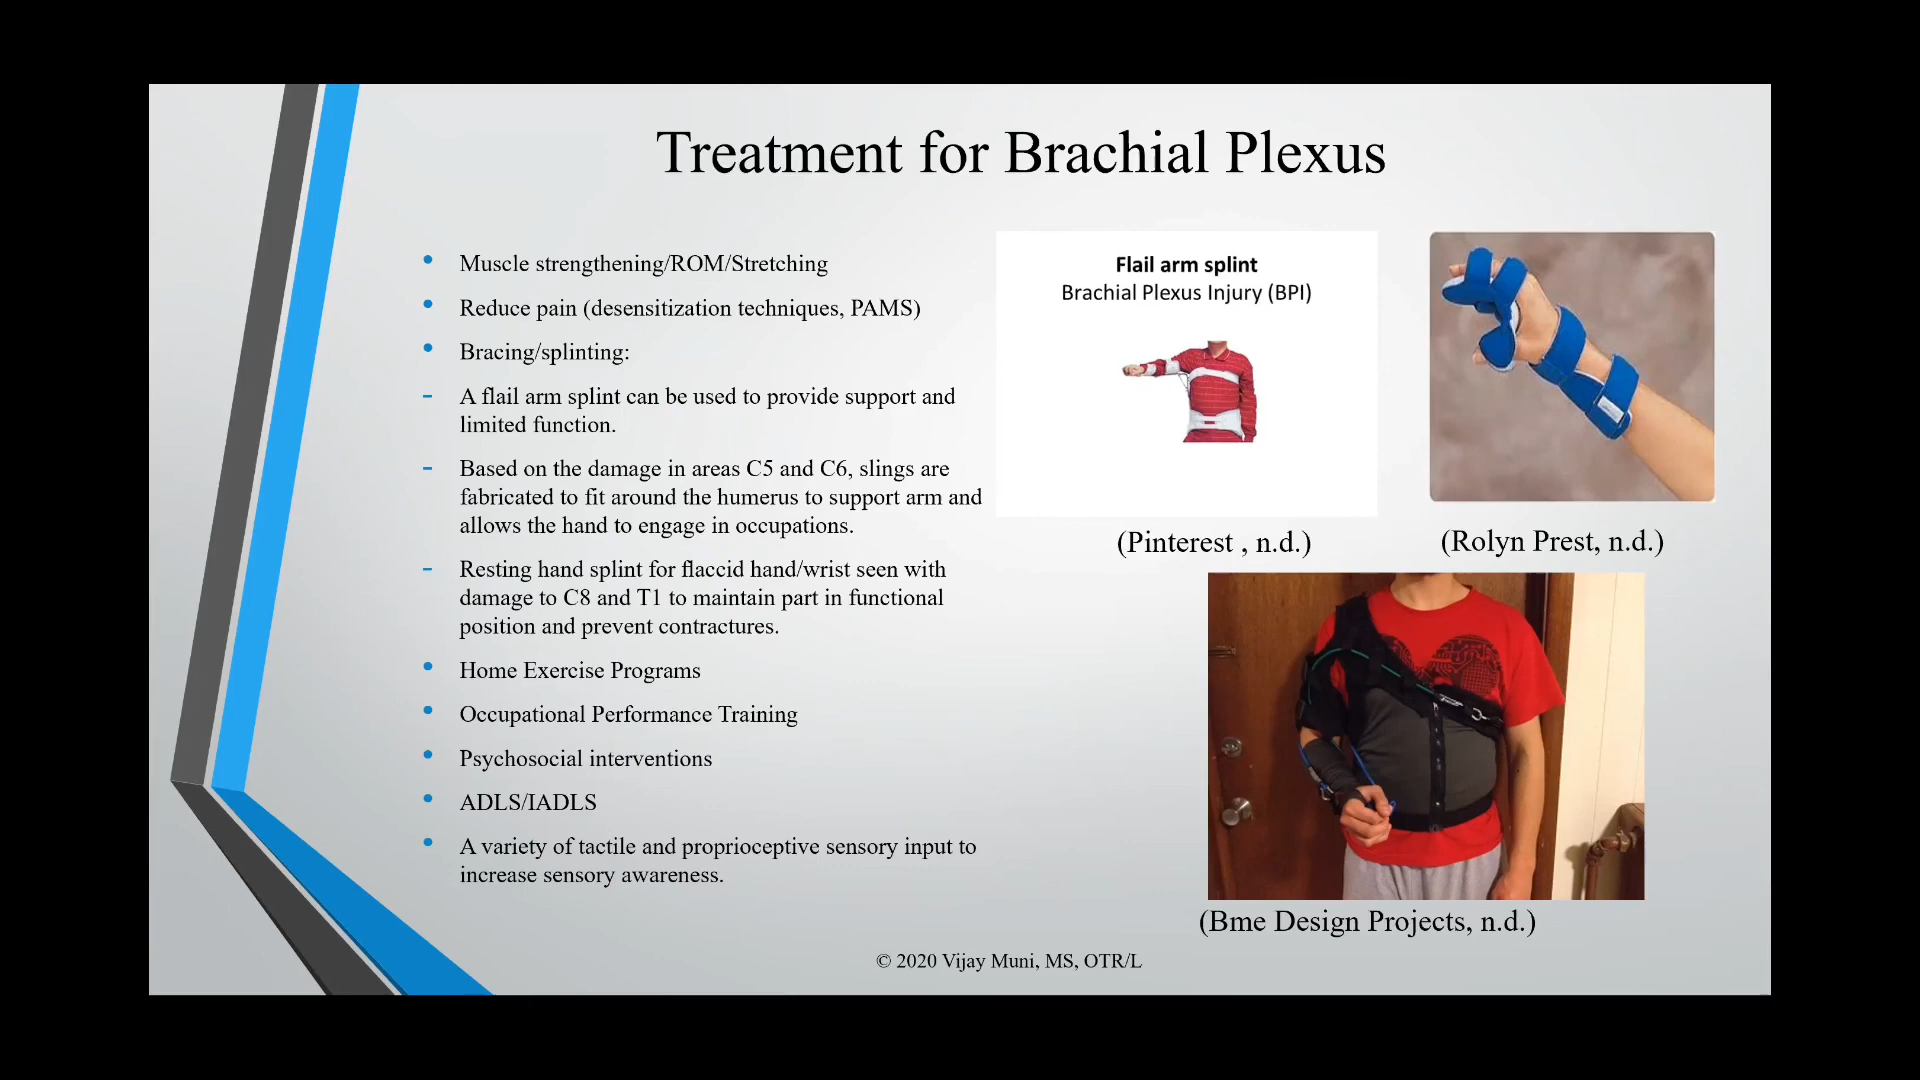 Treatment for Brachial Plexus
• Muscle strengthening/ROM/Stretching
• Reduce pain (desensitization techniques, PAMS)
• Bracing/splinting:
- A flail arm splint can be used to provide support and
limited function.
- Based on the damage in areas C5 and C6, slings are
fabricated to fit around the humerus to support arm and
allows the hand to engage in occupations.
- Resting hand splint for flaccid hand/wrist seen with
damage to C8 and T1 to maintain part in functional
position and prevent contractures.
• Home Exercise Programs
• Occupational Performance Training
• Psychosocial interventions
• ADLS/IADLS
• A variety of tactile and proprioceptive sensory input to
increase sensory awareness.
Flail arm splint
Brachial Plexus Injury (BPI)
(Pinterest , n.d.)
(Rolyn Prest, n.d.)
(Bme Design Projects, n.d.)
© 2020 Vijay Muni, MS, OTR/L